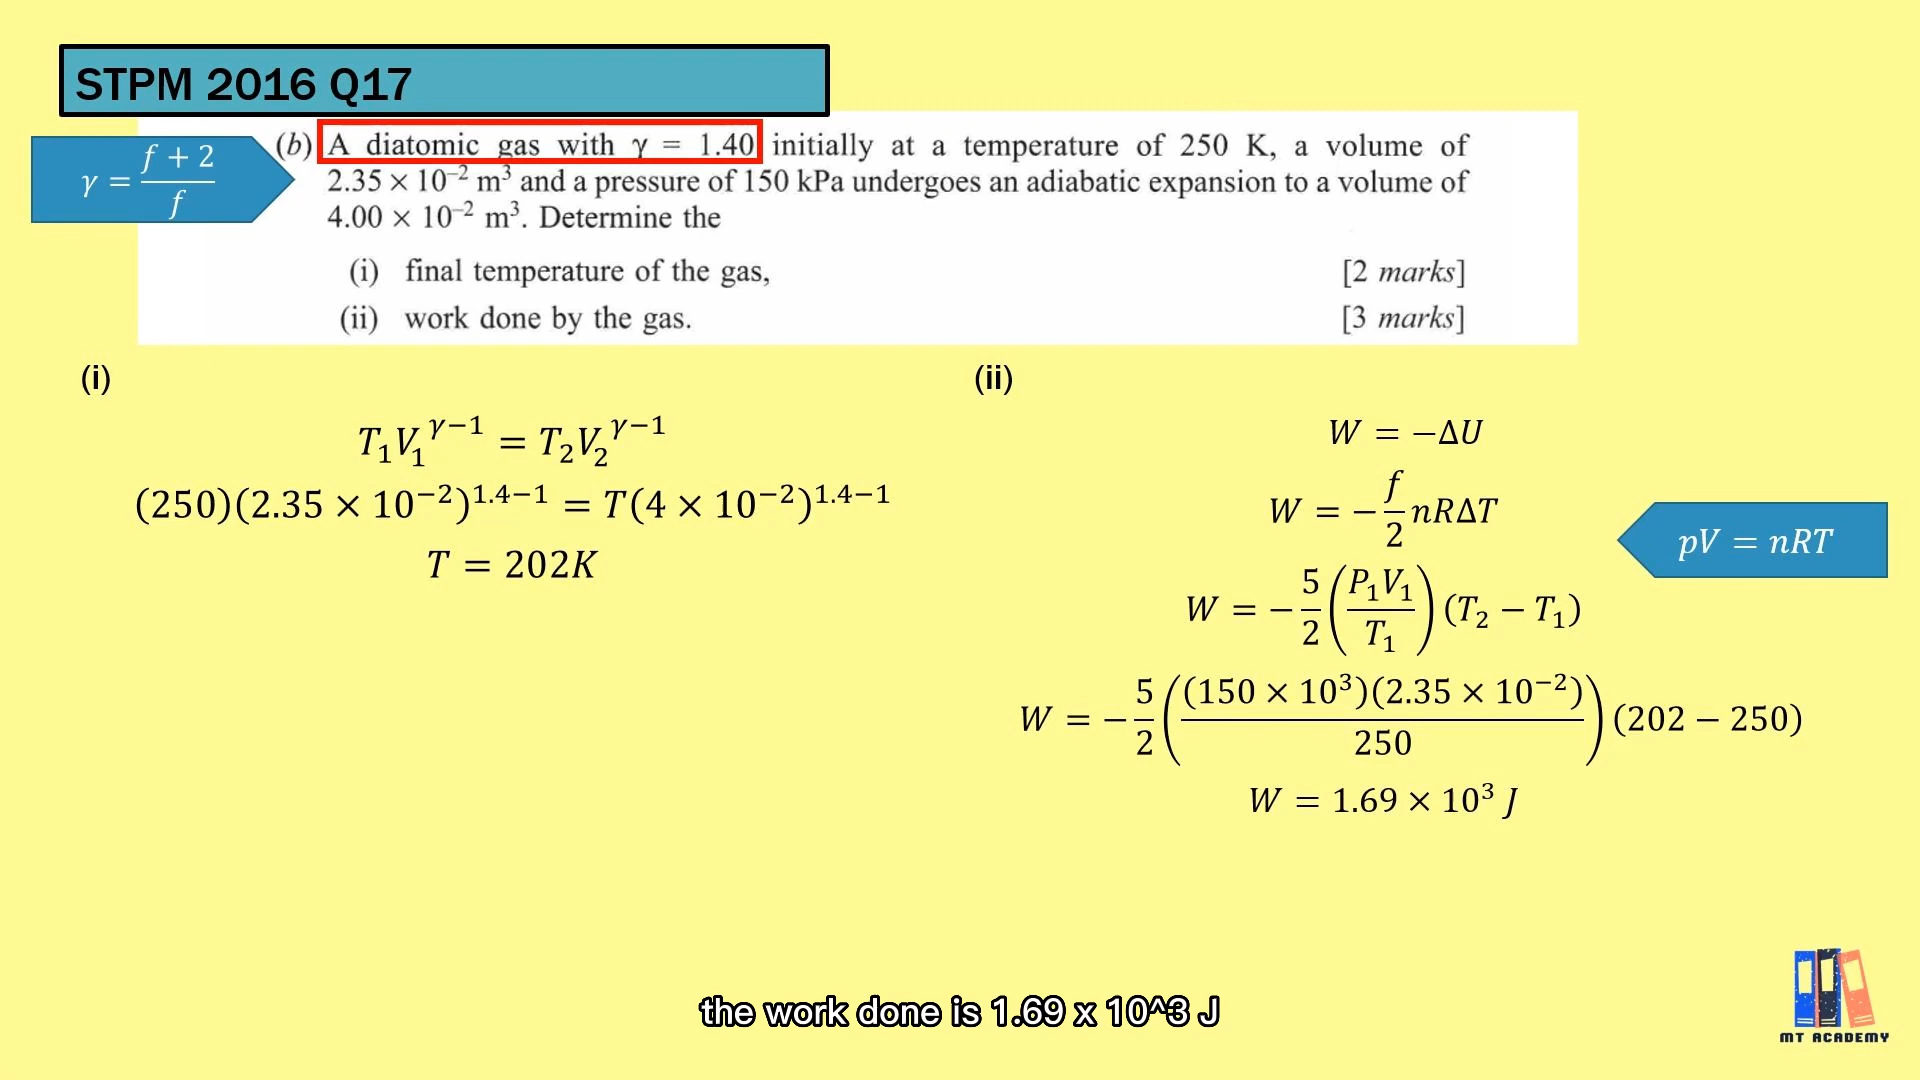 STPM 2016 Q17
γ = (f + 2)/f
(b) A diatomic gas with γ = 1.40 initially at a temperature of 250 K, a volume of
2.35 × 10⁻² m³ and a pressure of 150 kPa undergoes an adiabatic expansion to a volume of
4.00 × 10⁻² m³. Determine the
(i) final temperature of the gas, [2 marks]
(ii) work done by the gas. [3 marks]
(i)
T₁V₁^(γ−1) = T₂V₂^(γ−1)
(250)(2.35 × 10⁻²)^(1.4−1) = T(4 × 10⁻²)^(1.4−1)
T = 202K
(ii)
W = −ΔU
W = −f/2 nRΔT
pV = nRT
W = −5/2 (P₁V₁/T₁) (T₂ − T₁)
W = −5/2 ((150 × 10³)(2.35 × 10⁻²)/250) (202 − 250)
W = 1.69 × 10³ J
the work done is 1.69 x 10^3 J
MT ACADEMY